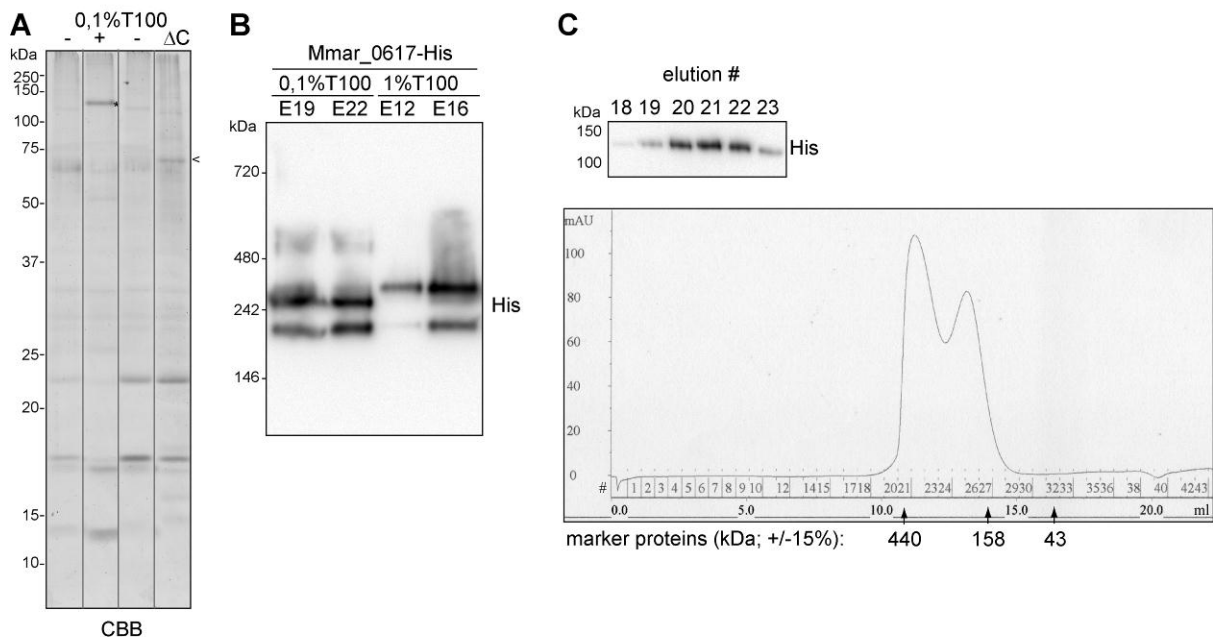 A
0,1%T100
kDa - + - ΔC
250-
150-
100-
75-
<
50-
37-
25-
20-
15-
10-
CBB
B
Mmar_0617-His
0,1%T100 1%T100
E19 E22 E12 E16
kDa
720-
480-
242-
146-
His
C
elution #
kDa 18 19 20 21 22 23
150
100
His
mAU
100
80
60
40
20
0
# 1 2 3 4 5 6 7 8 9 10 12 1415 1718 2021 2324 2627 2930 3233 3536 38 40 4243
0.0 5.0 10.0 15.0 20.0 ml
marker proteins (kDa; +/-15%): 440 158 43